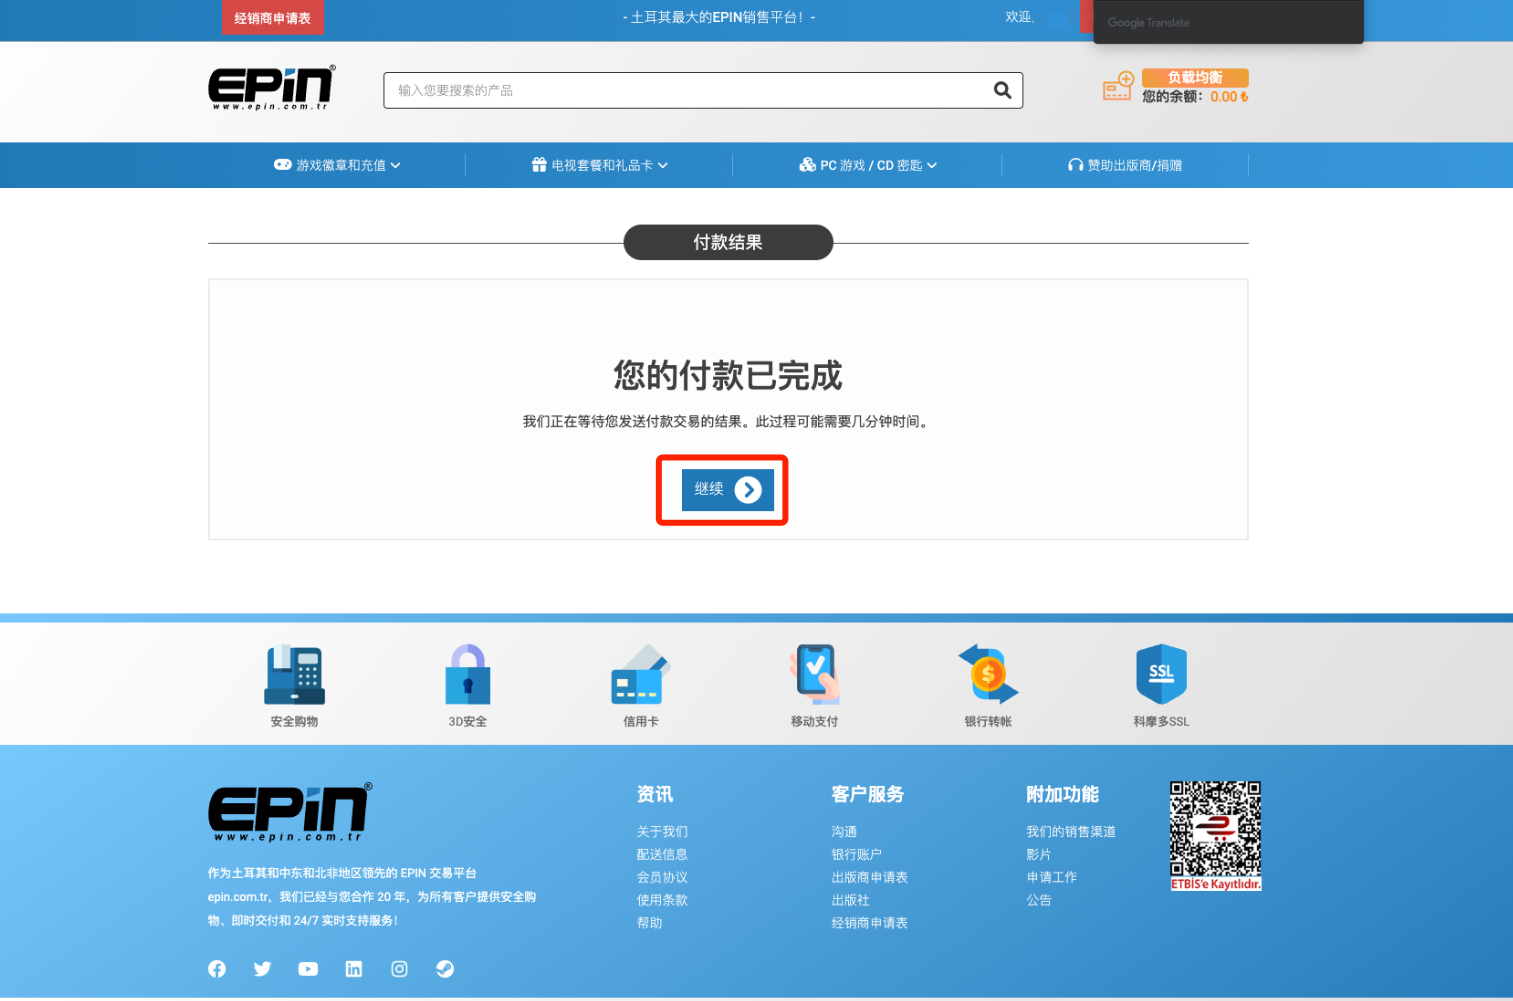 经销商申请表
- 土耳其最大的EPIN销售平台！-
欢迎,
Google Translate
EPiN®
www.epin.com.tr
输入您要搜索的产品
负载均衡
您的余额：0.00 ₺
游戏徽章和充值
电视套餐和礼品卡
PC 游戏 / CD 密匙
赞助出版商/捐赠
付款结果
您的付款已完成
我们正在等待您发送付款交易的结果。此过程可能需要几分钟时间。
继续
SSL
安全购物
3D安全
信用卡
移动支付
银行转帐
科摩多SSL
EPiN®
www.epin.com.tr
作为土耳其和中东和北非地区领先的 EPIN 交易平台
epin.com.tr，我们已经与您合作 20 年，为所有客户提供安全购
物、即时交付和 24/7 实时支持服务！
资讯
关于我们
配送信息
会员协议
使用条款
帮助
客户服务
沟通
银行账户
出版商申请表
出版社
经销商申请表
附加功能
我们的销售渠道
影片
申请工作
公告
ETBİS'e Kayıtlıdır.